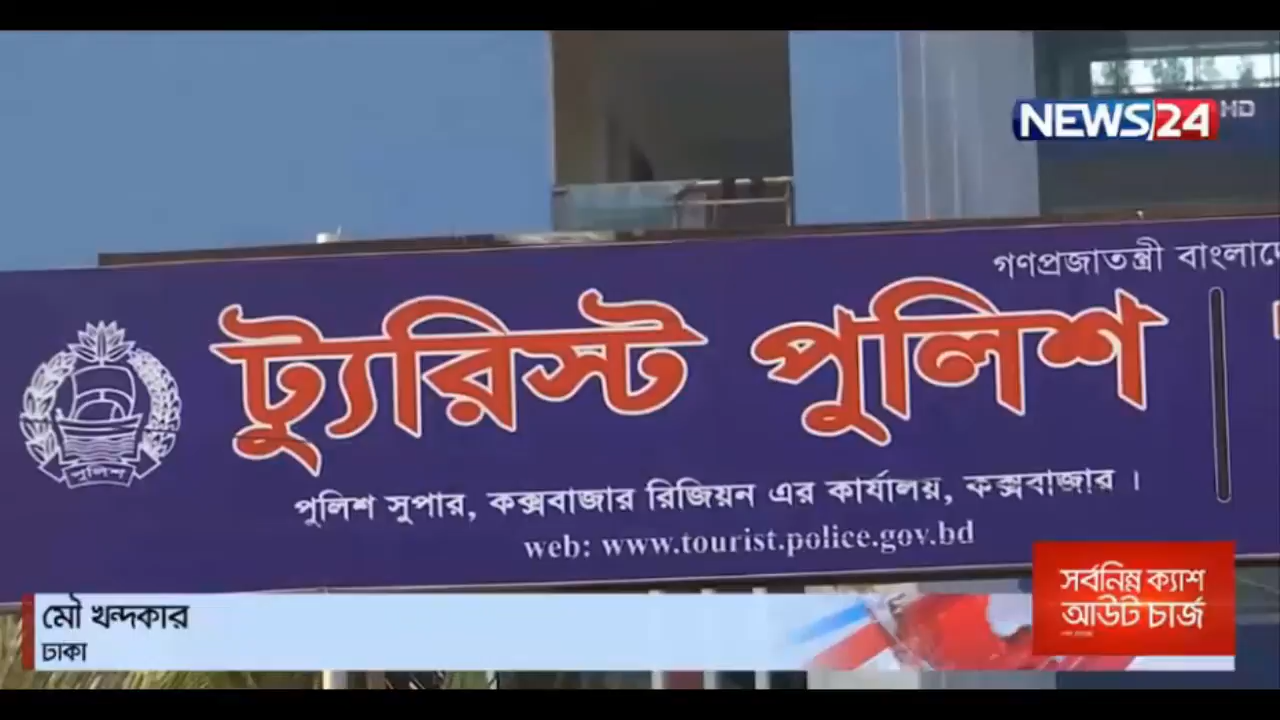 NEWS24 HD
গণপ্রজাতন্ত্রী
ট্যুরিস্ট পুলিশ
পুলিশ
পুলিশ সুপার, কক্সবাজার রিজিয়ন এর কার্যালয়, কক্সবাজার ।
web: www.tourist.police.gov.bd
সর্বনিম্ন ক্যাশ
আউট চার্জ
মৌ খন্দকার
ঢাকা